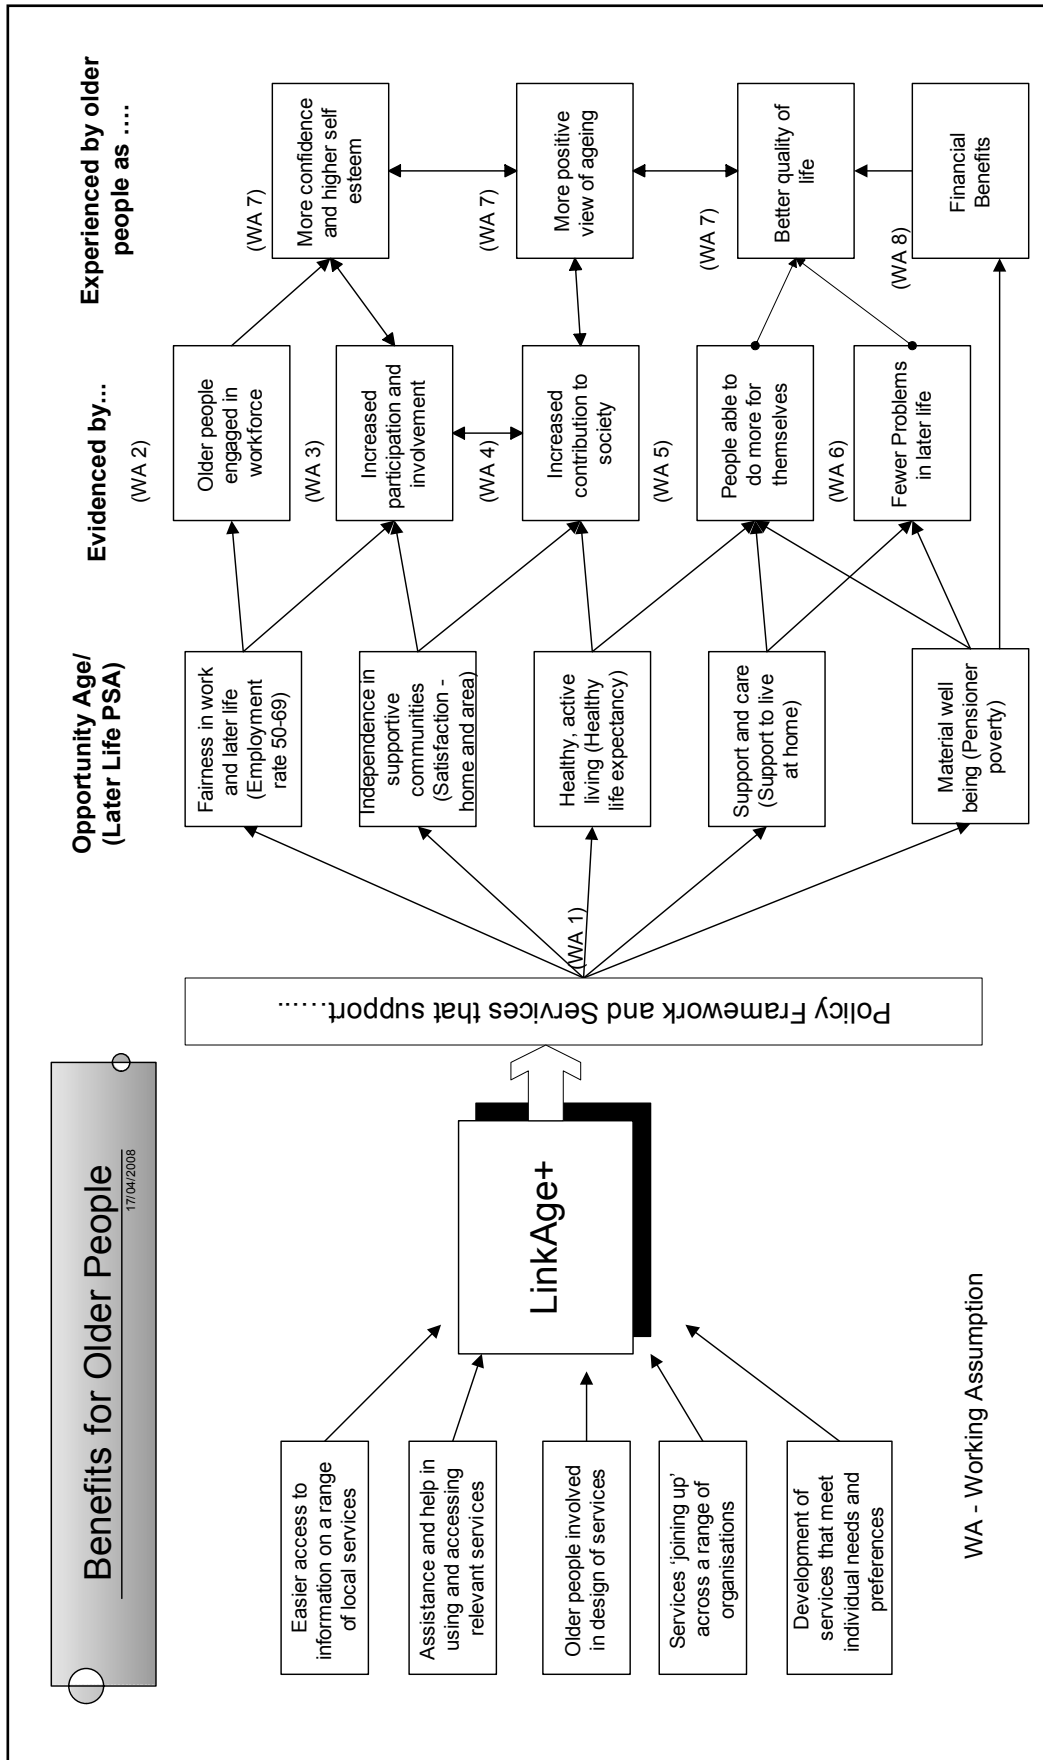 Benefits for Older People
17/04/2008
Easier access to
information on a range
of local services
Assistance and help in
using and accessing
relevant services
Older people involved
in design of services
Services ‘joining up’
across a range of
organisations
Development of
services that meet
individual needs and
preferences
LinkAge+
WA - Working Assumption
Policy Framework and Services that support.........
(WA 1)
Opportunity Age/
(Later Life PSA)
Fairness in work
and later life
(Employment
rate 50-69)
Independence in
supportive
communities
(Satisfaction -
home and area)
Healthy, active
living (Healthy
life expectancy)
Support and care
(Support to live
at home)
Material well
being (Pensioner
poverty)
Evidenced by...
(WA 2)
Older people
engaged in
workforce
(WA 3)
Increased
participation and
involvement
(WA 4)
Increased
contribution to
society
(WA 5)
People able to
do more for
themselves
(WA 6)
Fewer Problems
in later life
Experienced by older
people as ....
(WA 7)
More confidence
and higher self
esteem
(WA 7)
More positive
view of ageing
(WA 7)
Better quality of
life
(WA 8)
Financial
Benefits